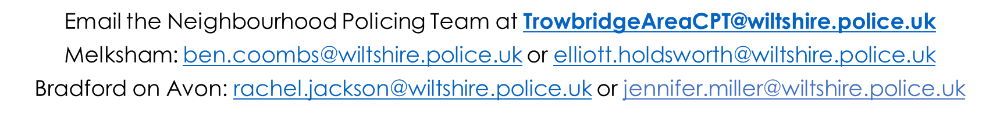 Email the Neighbourhood Policing Team at TrowbridgeAreaCPT@wiltshire.police.uk
Melksham: ben.coombs@wiltshire.police.uk or elliott.holdsworth@wiltshire.police.uk
Bradford on Avon: rachel.jackson@wiltshire.police.uk or jennifer.miller@wiltshire.police.uk